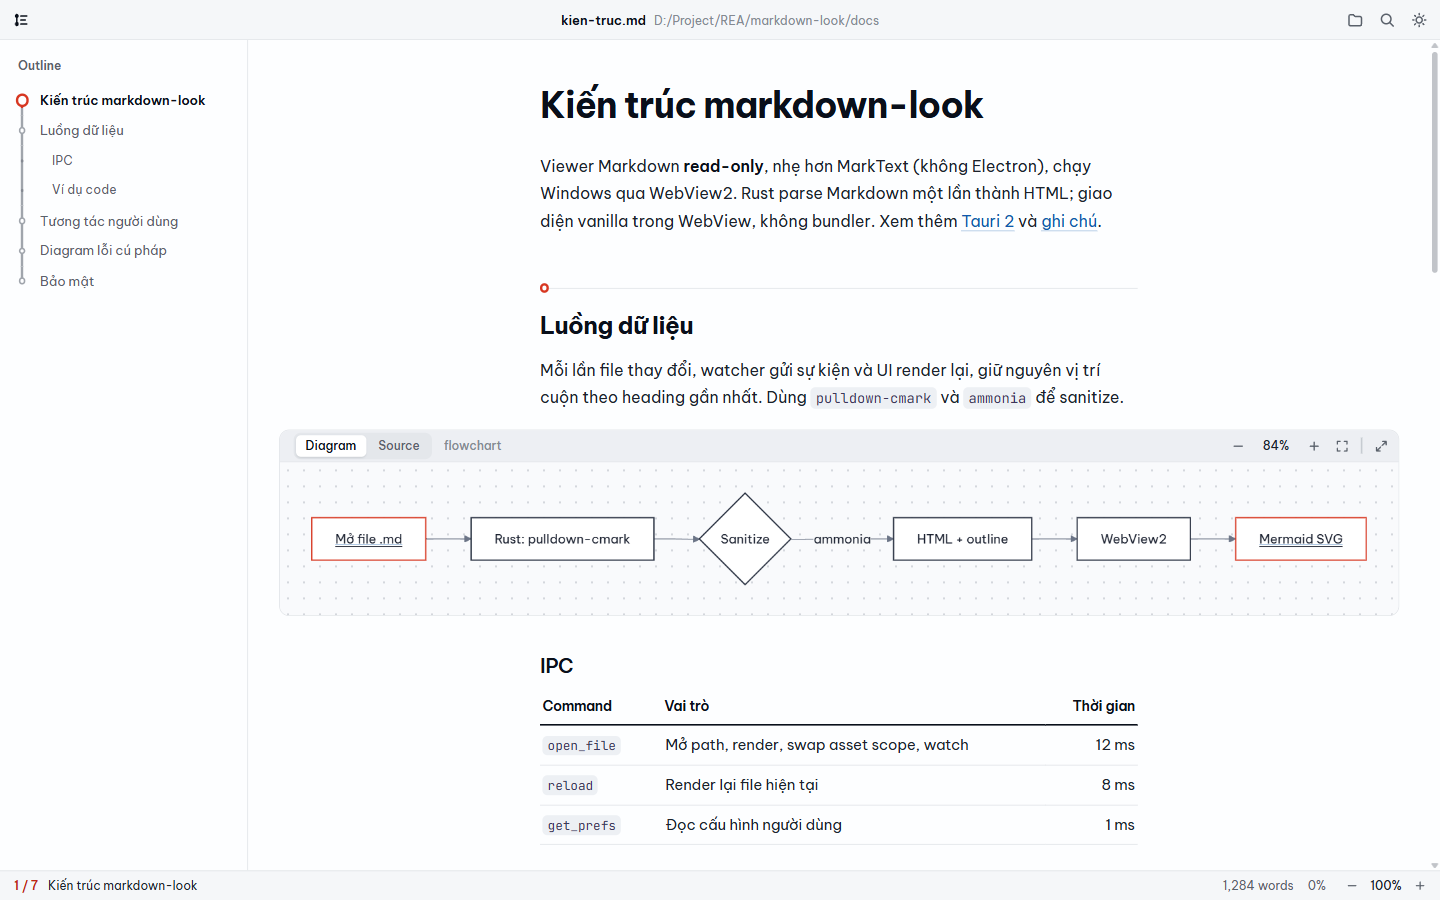 kien-truc.md D:/Project/REA/markdown-look/docs
Outline
Kiến trúc markdown-look
Luồng dữ liệu
IPC
Ví dụ code
Tương tác người dùng
Diagram lỗi cú pháp
Bảo mật
Kiến trúc markdown-look
Viewer Markdown read-only, nhẹ hơn MarkText (không Electron), chạy
Windows qua WebView2. Rust parse Markdown một lần thành HTML; giao
diện vanilla trong WebView, không bundler. Xem thêm Tauri 2 và ghi chú.
Luồng dữ liệu
Mỗi lần file thay đổi, watcher gửi sự kiện và UI render lại, giữ nguyên vị trí
cuộn theo heading gần nhất. Dùng pulldown-cmark và ammonia để sanitize.
Diagram Source flowchart − 84% +
Mở file .md Rust: pulldown-cmark Sanitize ammonia HTML + outline WebView2 Mermaid SVG
IPC
Command Vai trò Thời gian
open_file Mở path, render, swap asset scope, watch 12 ms
reload Render lại file hiện tại 8 ms
get_prefs Đọc cấu hình người dùng 1 ms
1 / 7 Kiến trúc markdown-look 1,284 words 0% − 100% +